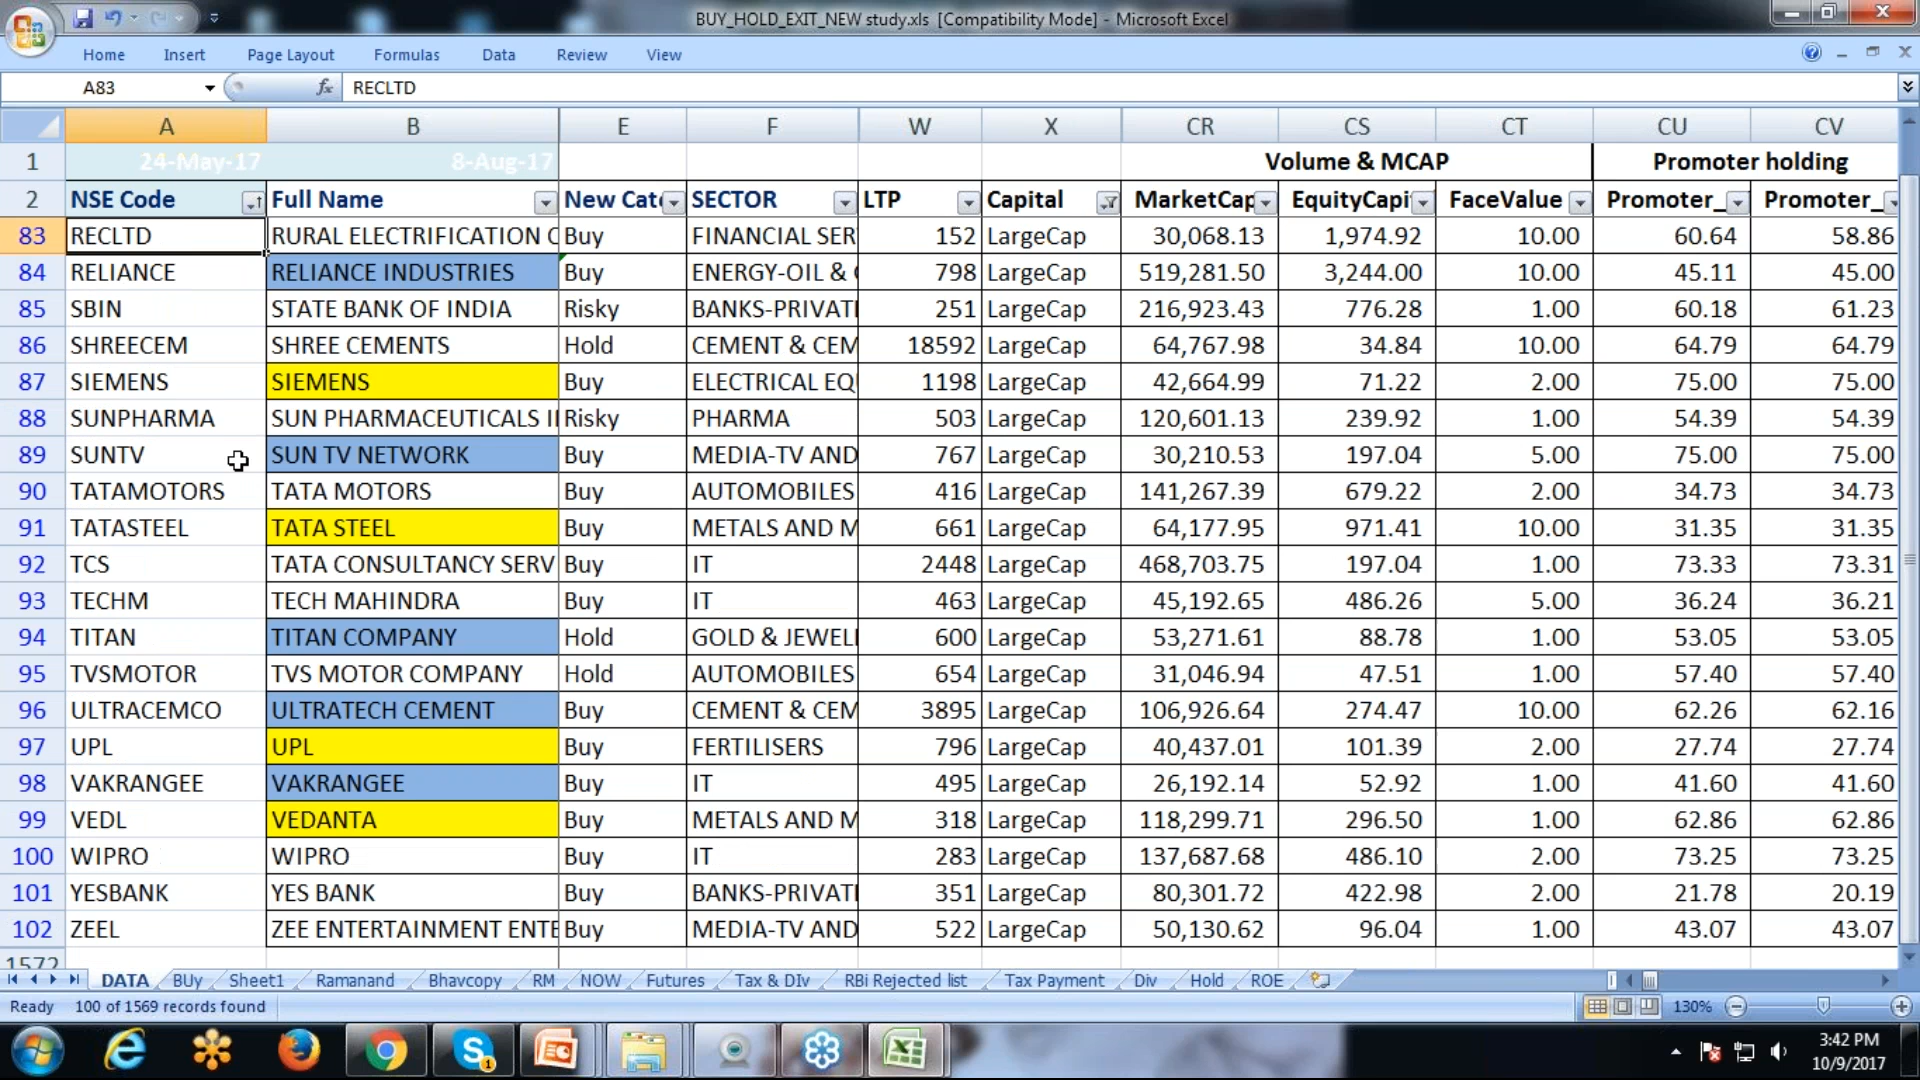 BUY_HOLD_EXIT_NEW study.xls [Compatibility Mode] - Microsoft Excel
Home Insert Page Layout Formulas Data Review View
A83 fx RECLTD
A B E F W X CR CS CT CU CV
1 24-May-17 8-Aug-17 Volume & MCAP Promoter holding
2 NSE Code Full Name New Cat SECTOR LTP Capital MarketCap EquityCapi FaceValue Promoter_ Promoter_
83 RECLTD RURAL ELECTRIFICATION C Buy FINANCIAL SER 152 LargeCap 30,068.13 1,974.92 10.00 60.64 58.86
84 RELIANCE RELIANCE INDUSTRIES Buy ENERGY-OIL & 798 LargeCap 519,281.50 3,244.00 10.00 45.11 45.00
85 SBIN STATE BANK OF INDIA Risky BANKS-PRIVATI 251 LargeCap 216,923.43 776.28 1.00 60.18 61.23
86 SHREECEM SHREE CEMENTS Hold CEMENT & CEM 18592 LargeCap 64,767.98 34.84 10.00 64.79 64.79
87 SIEMENS SIEMENS Buy ELECTRICAL EQ 1198 LargeCap 42,664.99 71.22 2.00 75.00 75.00
88 SUNPHARMA SUN PHARMACEUTICALS I Risky PHARMA 503 LargeCap 120,601.13 239.92 1.00 54.39 54.39
89 SUNTV SUN TV NETWORK Buy MEDIA-TV AND 767 LargeCap 30,210.53 197.04 5.00 75.00 75.00
90 TATAMOTORS TATA MOTORS Buy AUTOMOBILES 416 LargeCap 141,267.39 679.22 2.00 34.73 34.73
91 TATASTEEL TATA STEEL Buy METALS AND M 661 LargeCap 64,177.95 971.41 10.00 31.35 31.35
92 TCS TATA CONSULTANCY SERV Buy IT 2448 LargeCap 468,703.75 197.04 1.00 73.33 73.31
93 TECHM TECH MAHINDRA Buy IT 463 LargeCap 45,192.65 486.26 5.00 36.24 36.21
94 TITAN TITAN COMPANY Hold GOLD & JEWEL 600 LargeCap 53,271.61 88.78 1.00 53.05 53.05
95 TVSMOTOR TVS MOTOR COMPANY Hold AUTOMOBILES 654 LargeCap 31,046.94 47.51 1.00 57.40 57.40
96 ULTRACEMCO ULTRATECH CEMENT Buy CEMENT & CEM 3895 LargeCap 106,926.64 274.47 10.00 62.26 62.16
97 UPL UPL Buy FERTILISERS 796 LargeCap 40,437.01 101.39 2.00 27.74 27.74
98 VAKRANGEE VAKRANGEE Buy IT 495 LargeCap 26,192.14 52.92 1.00 41.60 41.60
99 VEDL VEDANTA Buy METALS AND M 318 LargeCap 118,299.71 296.50 1.00 62.86 62.86
100 WIPRO WIPRO Buy IT 283 LargeCap 137,687.68 486.10 2.00 73.25 73.25
101 YESBANK YES BANK Buy BANKS-PRIVATI 351 LargeCap 80,301.72 422.98 2.00 21.78 20.19
102 ZEEL ZEE ENTERTAINMENT ENTE Buy MEDIA-TV AND 522 LargeCap 50,130.62 96.04 1.00 43.07 43.07
1572
DATA BUy Sheet1 Ramanand Bhavcopy RM NOW Futures Tax & DIv RBi Rejected list Tax Payment Div Hold ROE
Ready 100 of 1569 records found 130%
3:42 PM
10/9/2017